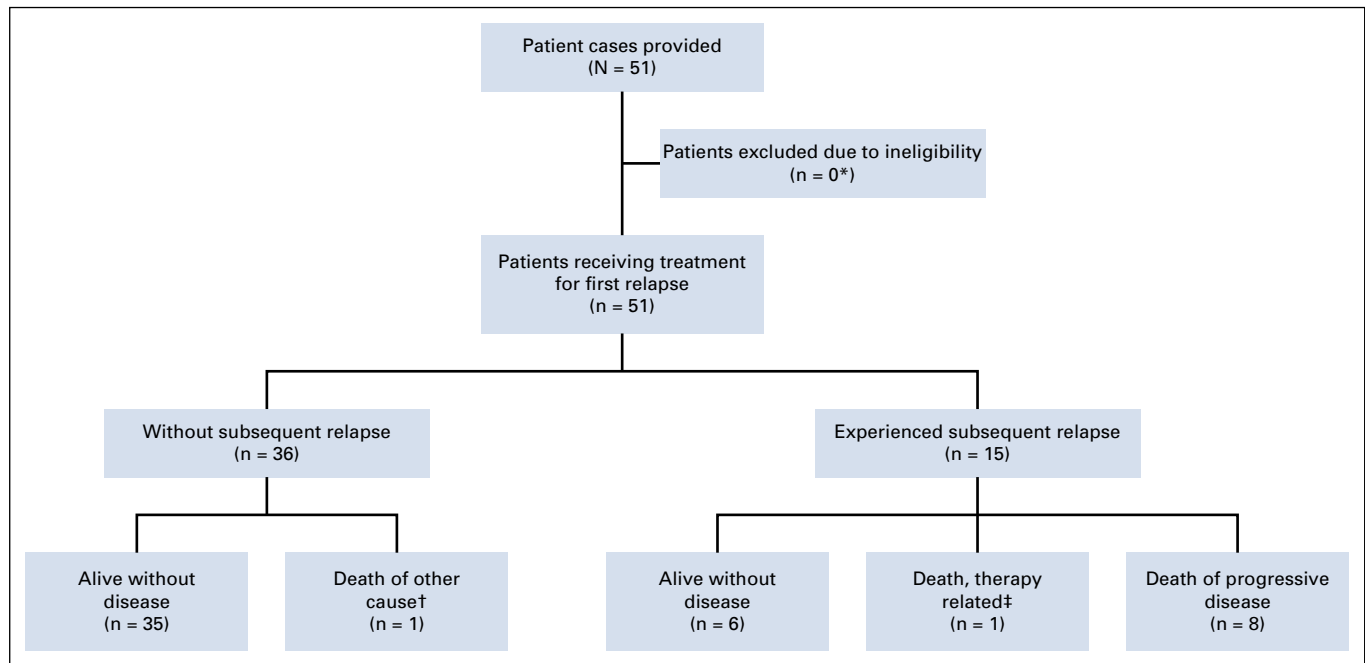 Patient cases provided
(N = 51)
Patients excluded due to ineligibility
(n = 0*)
Patients receiving treatment
for first relapse
(n = 51)
Without subsequent relapse
(n = 36)
Experienced subsequent relapse
(n = 15)
Alive without
disease
(n = 35)
Death of other
cause†
(n = 1)
Alive without
disease
(n = 6)
Death, therapy
related‡
(n = 1)
Death of progressive
disease
(n = 8)